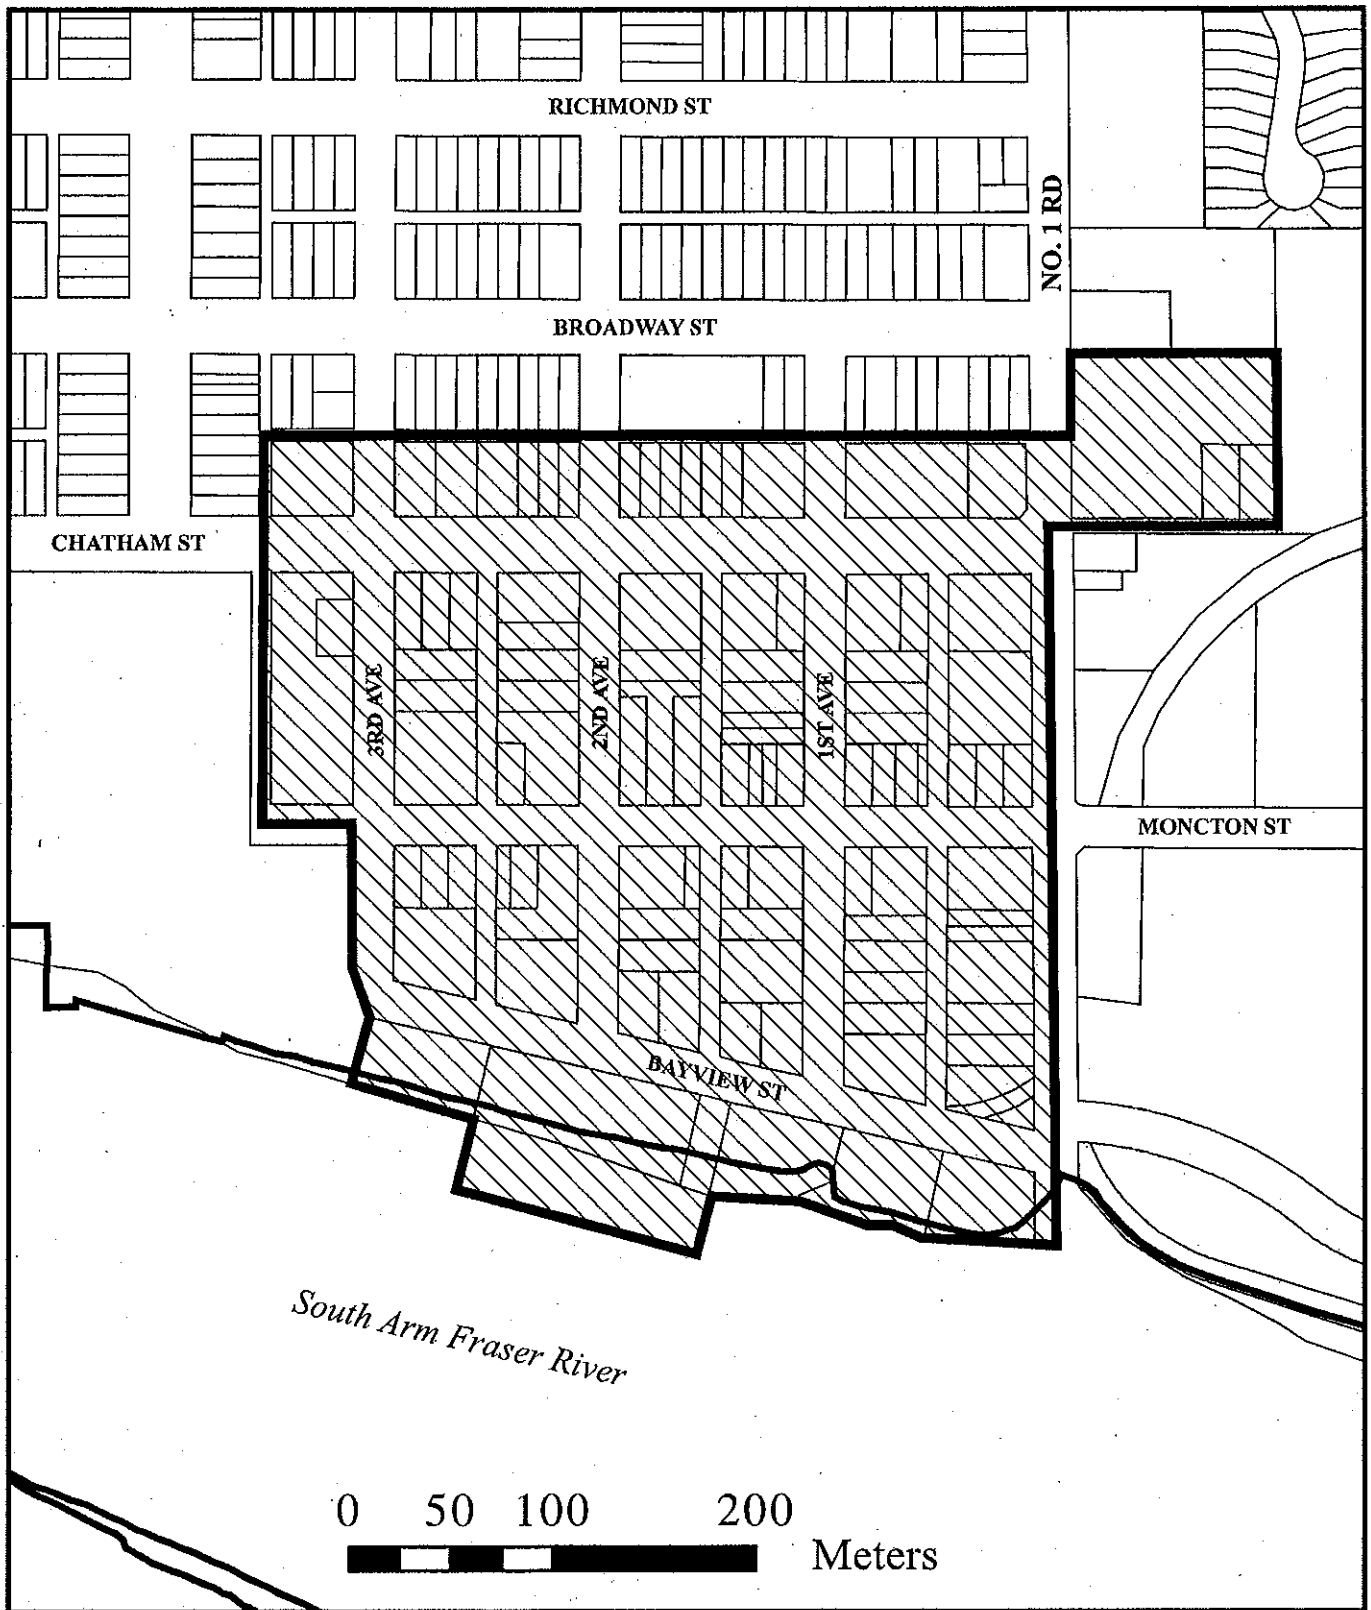 RICHMOND ST
NO. 1 RD
BROADWAY ST
CHATHAM ST
3RD AVE
2ND AVE
1ST AVE
MONCTON ST
BAYVIEW ST
South Arm Fraser River
0 50 100 200
Meters